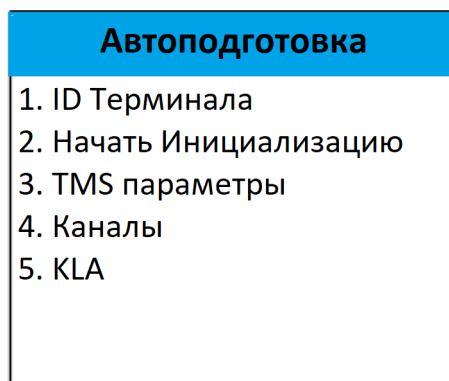 Автоподготовка
1. ID Терминала
2. Начать Инициализацию
3. TMS параметры
4. Каналы
5. KLA